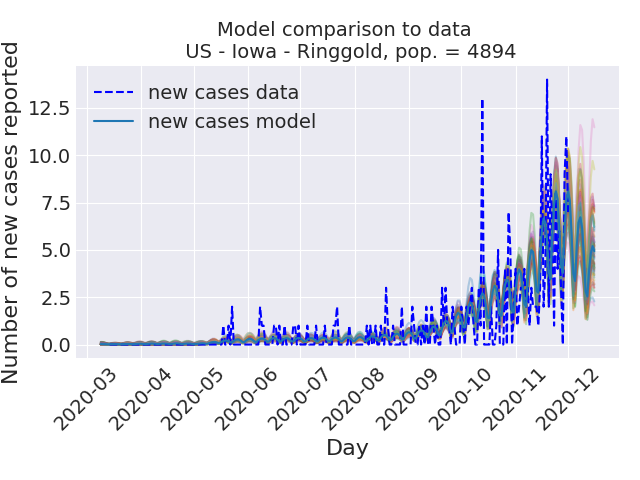 Model comparison to data
US - Iowa - Ringgold, pop. = 4894
Number of new cases reported
12.5
10.0
7.5
5.0
2.5
0.0
new cases data
new cases model
2020-03
2020-04
2020-05
2020-06
2020-07
2020-08
2020-09
2020-10
2020-11
2020-12
Day